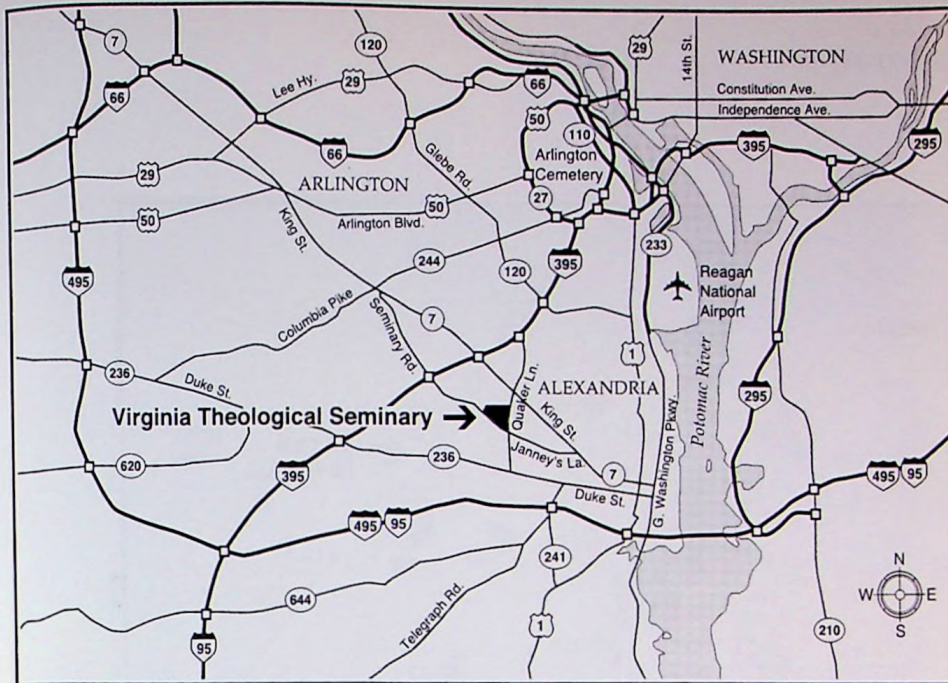 7
120
29
14th St.
WASHINGTON
66
Lee Hy.
29
66
Constitution Ave.
Independence Ave.
50
110
395
295
66
Glebe Rd.
Arlington
Cemetery
29
ARLINGTON
27
50
King St.
Arlington Blvd.
50
233
244
395
120
Reagan
National
Airport
495
Columbia Pike
Seminary Rd.
7
1
Potomac River
236
Duke St.
Quaker Ln.
ALEXANDRIA
295
Virginia Theological Seminary
King St.
G. Washington Pkwy.
236
Janney's La.
620
395
7
495 95
Duke St.
495 95
241
644
Telegraph Rd.
1
210
95
N
W E
S